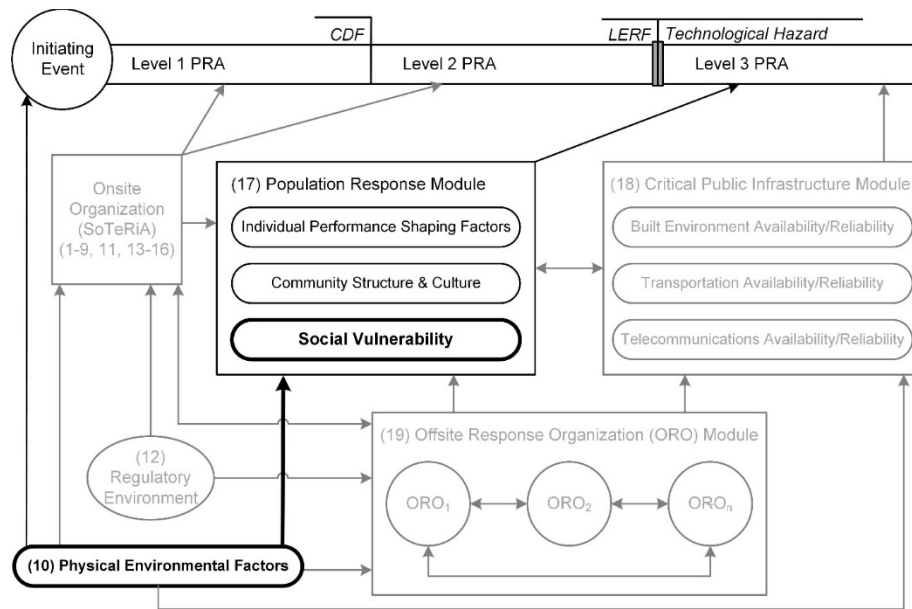 Initiating
Event
CDF
LERF
Technological Hazard
Level 1 PRA
Level 2 PRA
Level 3 PRA
Onsite
Organization
(SoTeRiA)
(1-9, 11, 13-16)
(17) Population Response Module
Individual Performance Shaping Factors
Community Structure & Culture
Social Vulnerability
(18) Critical Public Infrastructure Module
Built Environment Availability/Reliability
Transportation Availability/Reliability
Telecommunications Availability/Reliability
(12)
Regulatory
Environment
(19) Offsite Response Organization (ORO) Module
ORO₁
ORO₂
OROₙ
(10) Physical Environmental Factors